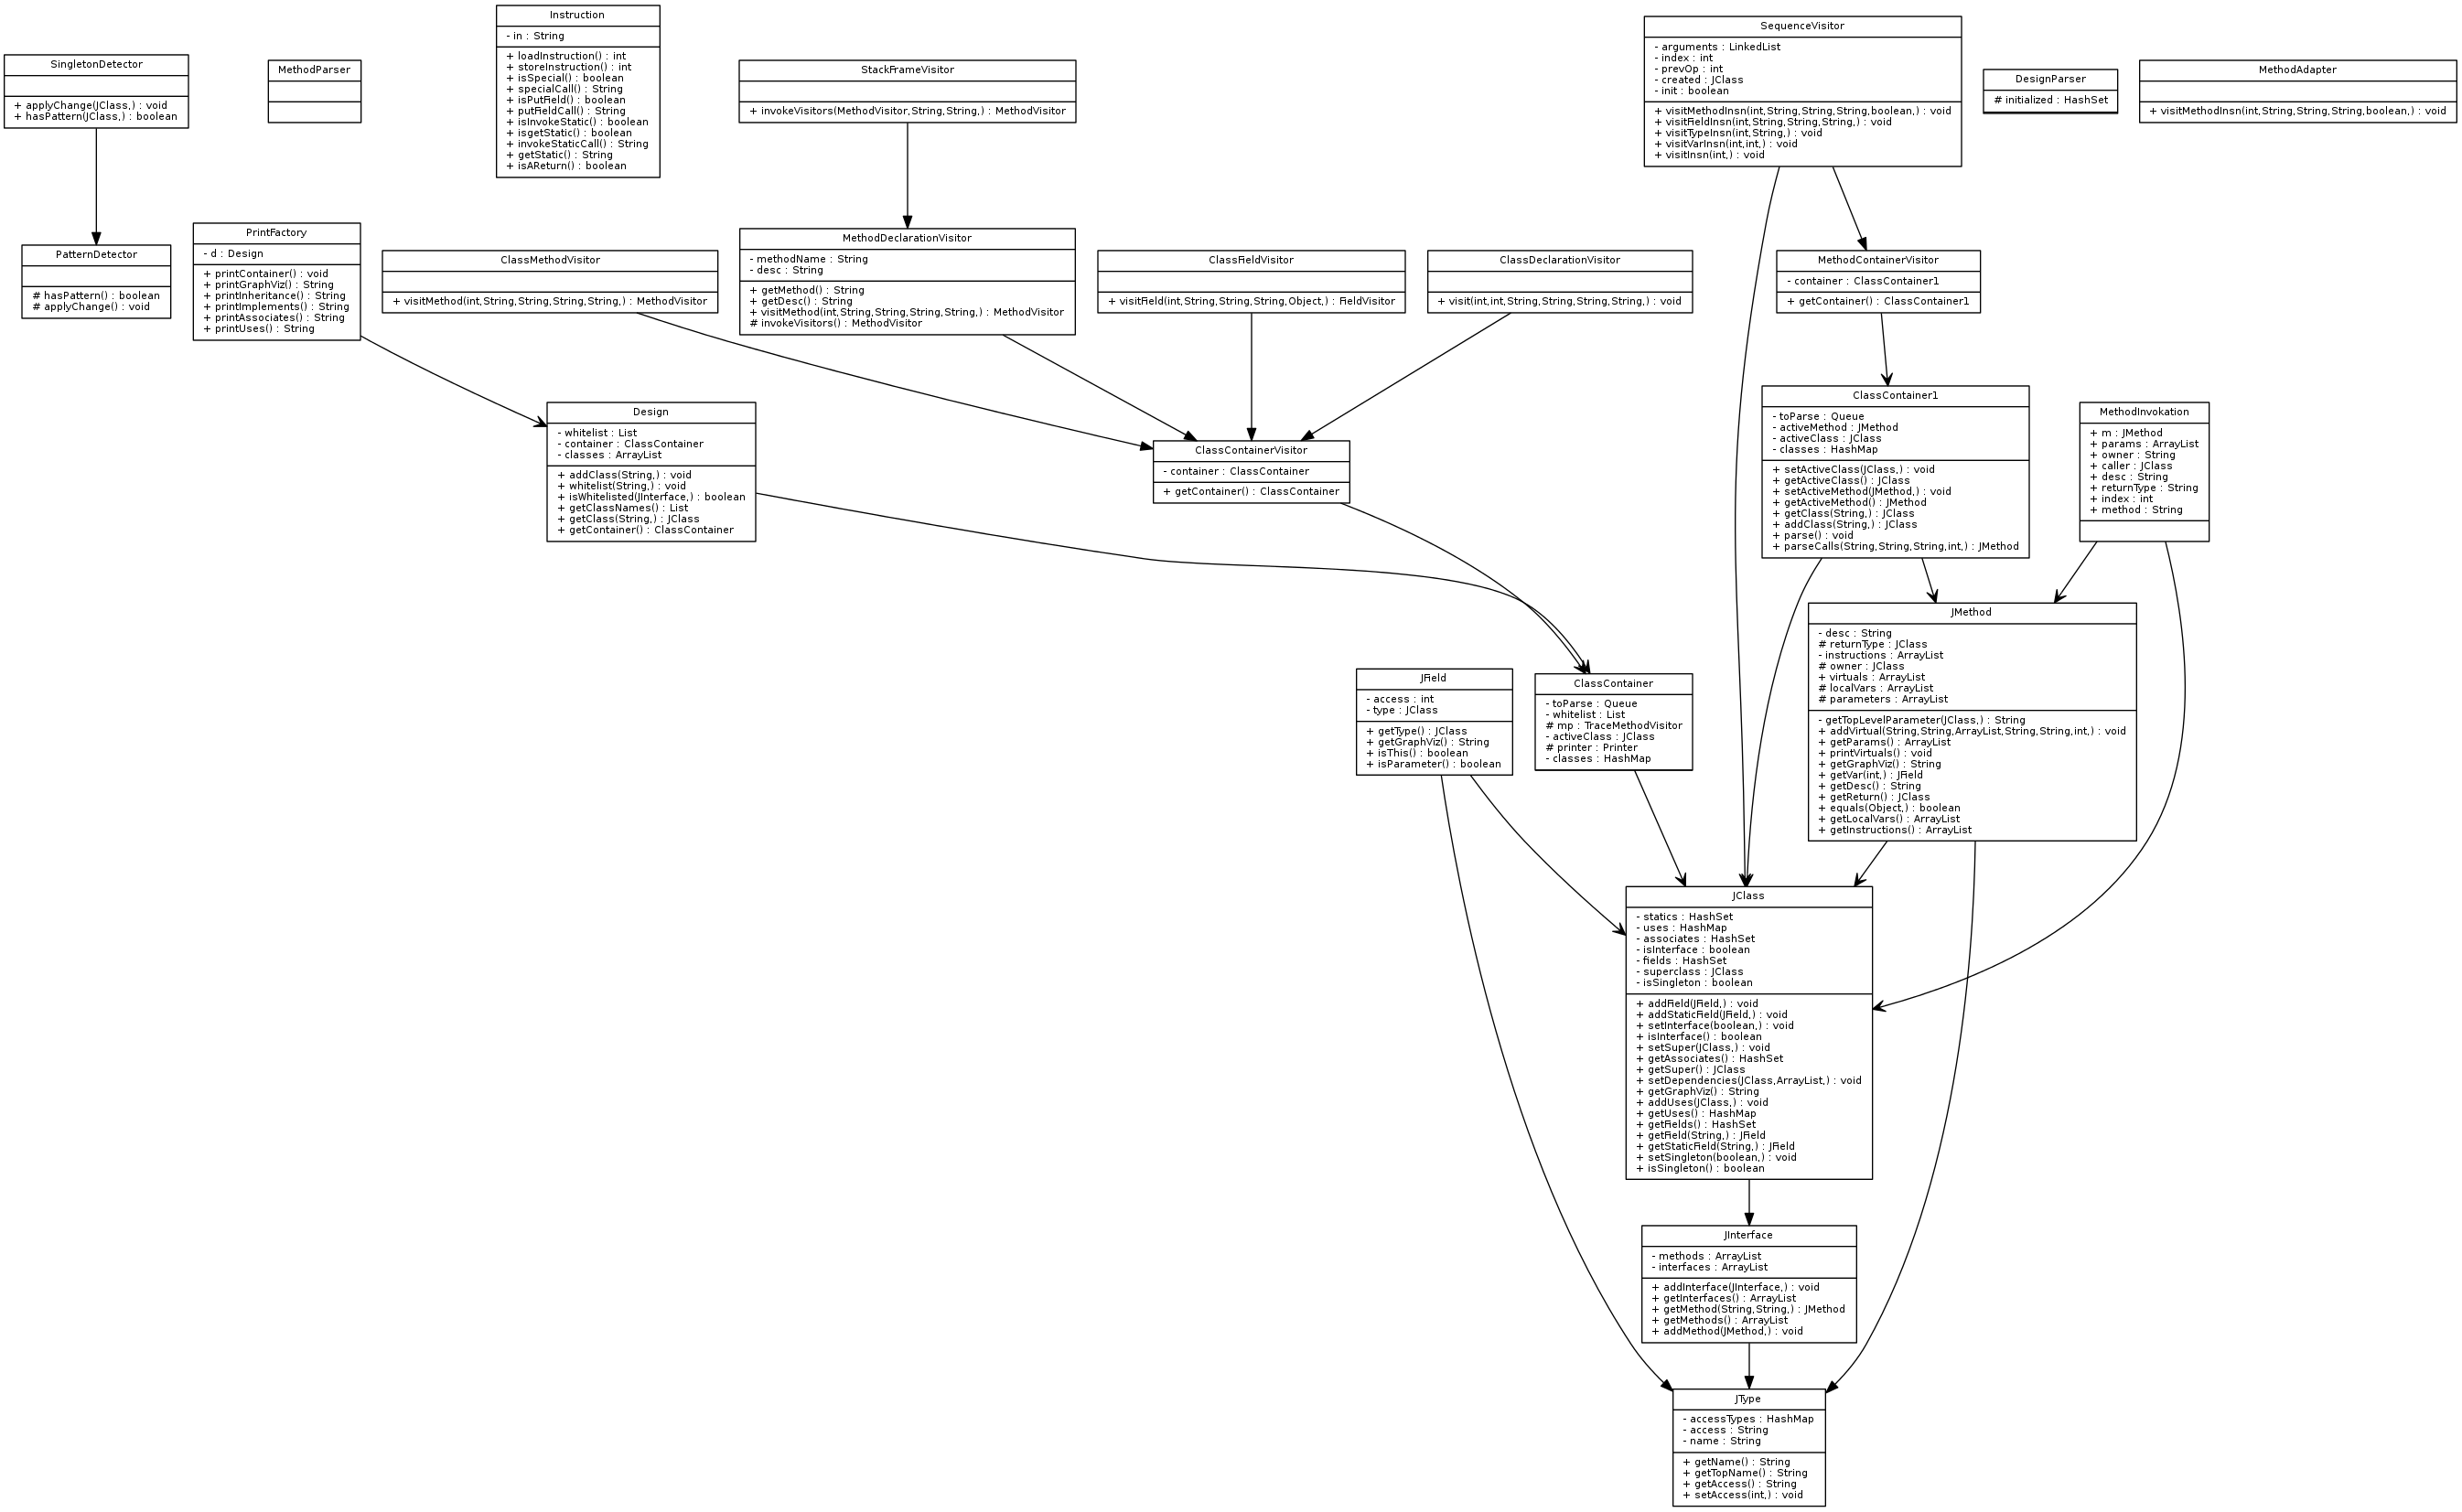 SingletonDetector
+ applyChange(JClass,) : void
+ hasPattern(JClass,) : boolean
MethodParser
Instruction
- in : String
+ loadInstruction() : int
+ storeInstruction() : int
+ isSpecial() : boolean
+ specialCall() : String
+ isPutField() : boolean
+ putFieldCall() : String
+ isInvokeStatic() : boolean
+ isgetStatic() : boolean
+ invokeStaticCall() : String
+ getStatic() : String
+ isAReturn() : boolean
StackFrameVisitor
+ invokeVisitors(MethodVisitor,String,String,) : MethodVisitor
SequenceVisitor
- arguments : LinkedList
- index : int
- prevOp : int
- created : JClass
- init : boolean
+ visitMethodInsn(int,String,String,String,boolean,) : void
+ visitFieldInsn(int,String,String,String,) : void
+ visitTypeInsn(int,String,) : void
+ visitVarInsn(int,int,) : void
+ visitInsn(int,) : void
DesignParser
# initialized : HashSet
MethodAdapter
+ visitMethodInsn(int,String,String,String,boolean,) : void
PatternDetector
# hasPattern() : boolean
# applyChange() : void
PrintFactory
- d : Design
+ printContainer() : void
+ printGraphViz() : String
+ printInheritance() : String
+ printImplements() : String
+ printAssociates() : String
+ printUses() : String
ClassMethodVisitor
+ visitMethod(int,String,String,String,String,) : MethodVisitor
MethodDeclarationVisitor
- methodName : String
- desc : String
+ getMethod() : String
+ getDesc() : String
+ visitMethod(int,String,String,String,String,) : MethodVisitor
# invokeVisitors() : MethodVisitor
ClassFieldVisitor
+ visitField(int,String,String,String,Object,) : FieldVisitor
ClassDeclarationVisitor
+ visit(int,int,String,String,String,String,) : void
MethodContainerVisitor
- container : ClassContainer1
+ getContainer() : ClassContainer1
Design
- whitelist : List
- container : ClassContainer
- classes : ArrayList
+ addClass(String,) : void
+ whitelist(String,) : void
+ isWhitelisted(JInterface,) : boolean
+ getClassNames() : List
+ getClass(String,) : JClass
+ getContainer() : ClassContainer
ClassContainerVisitor
- container : ClassContainer
+ getContainer() : ClassContainer
ClassContainer1
- toParse : Queue
- activeMethod : JMethod
- activeClass : JClass
- classes : HashMap
+ setActiveClass(JClass,) : void
+ getActiveClass() : JClass
+ setActiveMethod(JMethod,) : void
+ getActiveMethod() : JMethod
+ getClass(String,) : JClass
+ addClass(String,) : JClass
+ parse() : void
+ parseCalls(String,String,String,int,) : JMethod
MethodInvokation
+ m : JMethod
+ params : ArrayList
+ owner : String
+ caller : JClass
+ desc : String
+ returnType : String
+ index : int
+ method : String
JField
- access : int
- type : JClass
+ getType() : JClass
+ getGraphViz() : String
+ isThis() : boolean
+ isParameter() : boolean
ClassContainer
- toParse : Queue
- whitelist : List
# mp : TraceMethodVisitor
- activeClass : JClass
# printer : Printer
- classes : HashMap
JMethod
- desc : String
# returnType : JClass
- instructions : ArrayList
# owner : JClass
+ virtuals : ArrayList
# localVars : ArrayList
# parameters : ArrayList
- getTopLevelParameter(JClass,) : String
+ addVirtual(String,String,ArrayList,String,String,int,) : void
+ getParams() : ArrayList
+ printVirtuals() : void
+ getGraphViz() : String
+ getVar(int,) : JField
+ getDesc() : String
+ getReturn() : JClass
+ equals(Object,) : boolean
+ getLocalVars() : ArrayList
+ getInstructions() : ArrayList
JClass
- statics : HashSet
- uses : HashMap
- associates : HashSet
- isInterface : boolean
- fields : HashSet
- superclass : JClass
- isSingleton : boolean
+ addField(JField,) : void
+ addStaticField(JField,) : void
+ setInterface(boolean,) : void
+ isInterface() : boolean
+ setSuper(JClass,) : void
+ getAssociates() : HashSet
+ getSuper() : JClass
+ setDependencies(JClass,ArrayList,) : void
+ getGraphViz() : String
+ addUses(JClass,) : void
+ getUses() : HashMap
+ getFields() : HashSet
+ getField(String,) : JField
+ getStaticField(String,) : JField
+ setSingleton(boolean,) : void
+ isSingleton() : boolean
JInterface
- methods : ArrayList
- interfaces : ArrayList
+ addInterface(JInterface,) : void
+ getInterfaces() : ArrayList
+ getMethod(String,String,) : JMethod
+ getMethods() : ArrayList
+ addMethod(JMethod,) : void
JType
- accessTypes : HashMap
- access : String
- name : String
+ getName() : String
+ getTopName() : String
+ getAccess() : String
+ setAccess(int,) : void